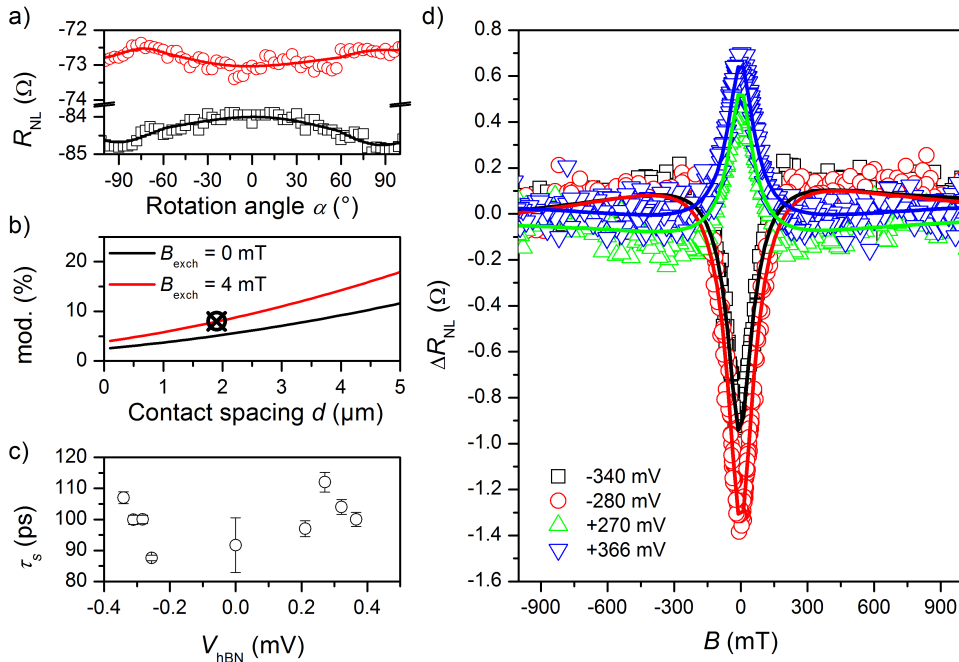 a)
-72
-73
-74
-84
-85
R_NL (Ω)
-90 -60 -30 0 30 60 90
Rotation angle α (°)
b)
B_exch = 0 mT
B_exch = 4 mT
20
10
0
mod. (%)
0 1 2 3 4 5
Contact spacing d (µm)
c)
120
110
100
90
80
τ_s (ps)
-0.4 -0.2 0.0 0.2 0.4
V_hBN (mV)
d)
0.8
0.6
0.4
0.2
0.0
-0.2
-0.4
-0.6
-0.8
-1.0
-1.2
-1.4
-1.6
ΔR_NL (Ω)
-340 mV
-280 mV
+270 mV
+366 mV
-900 -600 -300 0 300 600 900
B (mT)